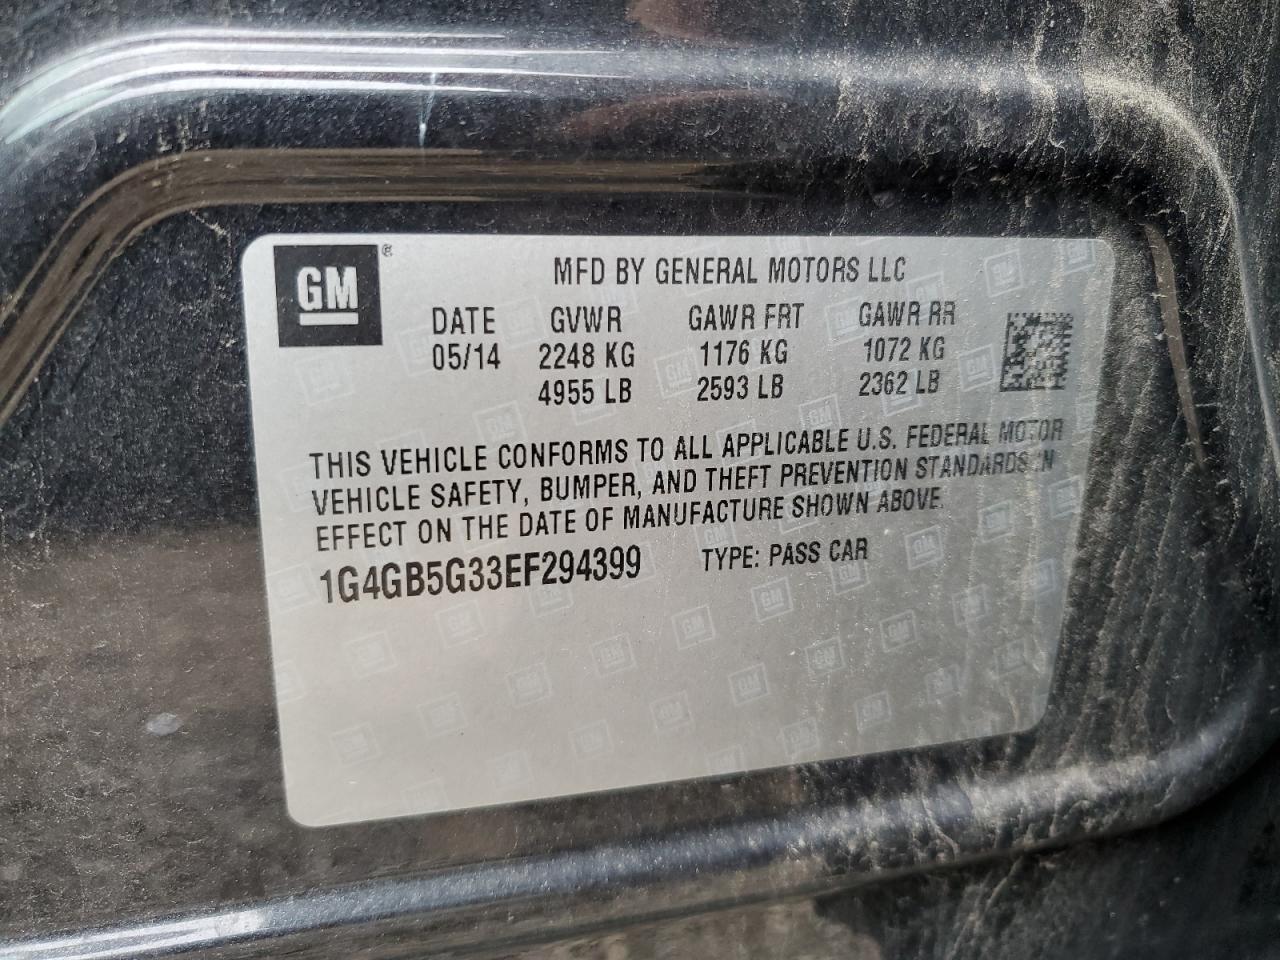 GM ®
MFD BY GENERAL MOTORS LLC
DATE GVWR GAWR FRT GAWR RR
05/14 2248 KG 1176 KG 1072 KG
4955 LB 2593 LB 2362 LB
THIS VEHICLE CONFORMS TO ALL APPLICABLE U.S. FEDERAL MOTOR
VEHICLE SAFETY, BUMPER, AND THEFT PREVENTION STANDARDS IN
EFFECT ON THE DATE OF MANUFACTURE SHOWN ABOVE.
1G4GB5G33EF294399 TYPE: PASS CAR